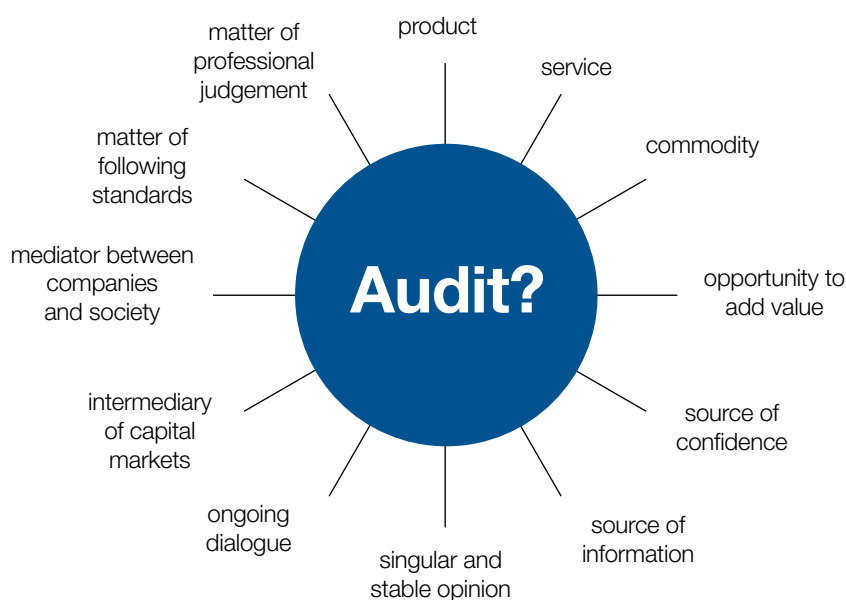 product
service
commodity
opportunity to
add value
source of
confidence
source of
information
singular and
stable opinion
ongoing
dialogue
intermediary
of capital
markets
mediator between
companies
and society
matter of
following
standards
matter of
professional
judgement
Audit?